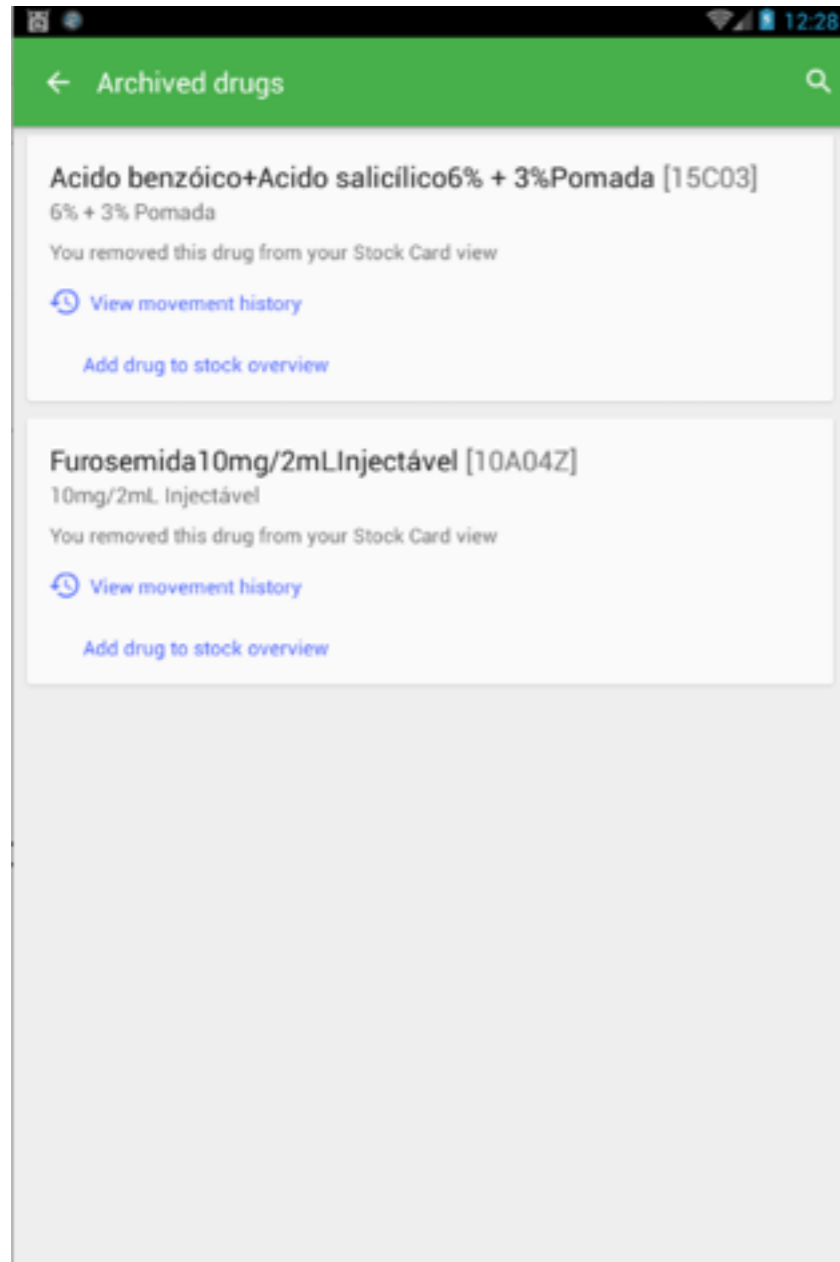 12:28
Archived drugs
Acido benzóico+Acido salicílico6% + 3%Pomada [15C03]
6% + 3% Pomada
You removed this drug from your Stock Card view
View movement history
Add drug to stock overview
Furosemida10mg/2mLInjectável [10A04Z]
10mg/2mL Injectável
You removed this drug from your Stock Card view
View movement history
Add drug to stock overview